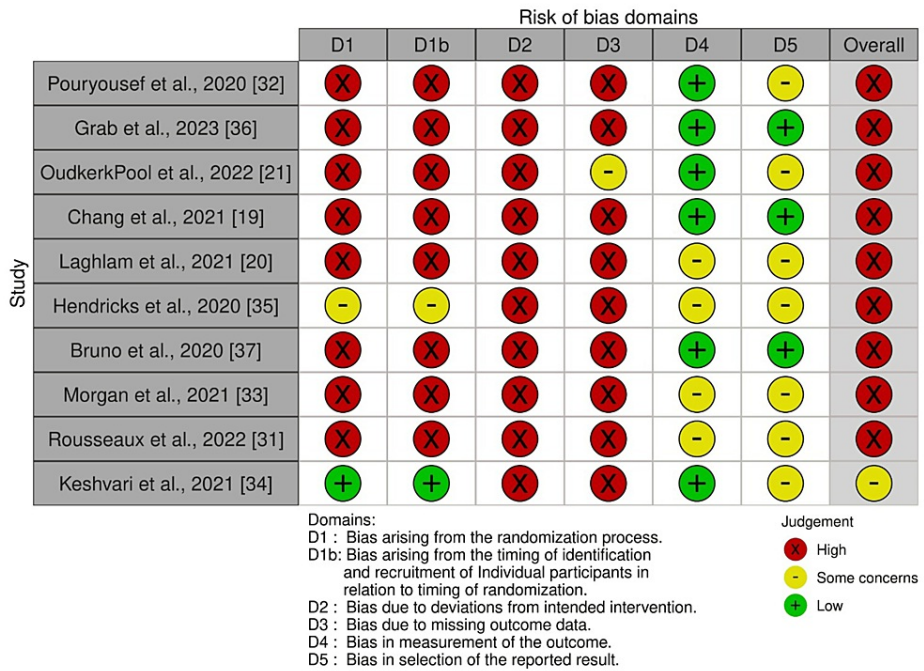 Risk of bias domains
D1 D1b D2 D3 D4 D5 Overall
Study
Pouryousef et al., 2020 [32] X X X X + - X
Grab et al., 2023 [36] X X X X + + X
OudkerkPool et al., 2022 [21] X X X - + - X
Chang et al., 2021 [19] X X X X + + X
Laghlam et al., 2021 [20] X X X X - - X
Hendricks et al., 2020 [35] - - X X - - X
Bruno et al., 2020 [37] X X X X + + X
Morgan et al., 2021 [33] X X X X - - X
Rousseaux et al., 2022 [31] X X X X - - X
Keshvari et al., 2021 [34] + + X X + - -
Domains:
D1 : Bias arising from the randomization process.
D1b: Bias arising from the timing of identification
and recruitment of Individual participants in
relation to timing of randomization.
D2 : Bias due to deviations from intended intervention.
D3 : Bias due to missing outcome data.
D4 : Bias in measurement of the outcome.
D5 : Bias in selection of the reported result.
Judgement
X High
- Some concerns
+ Low